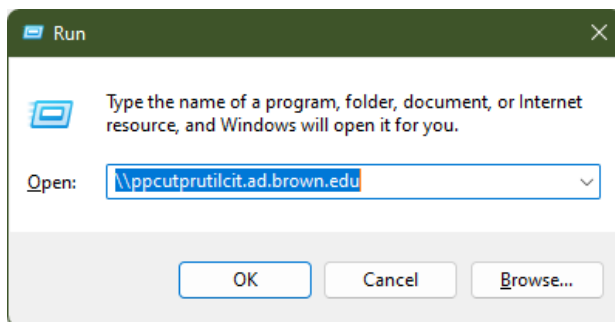 Run
Type the name of a program, folder, document, or Internet
resource, and Windows will open it for you.
Open:
\\ppcutprutilcit.ad.brown.edu
OK
Cancel
Browse...